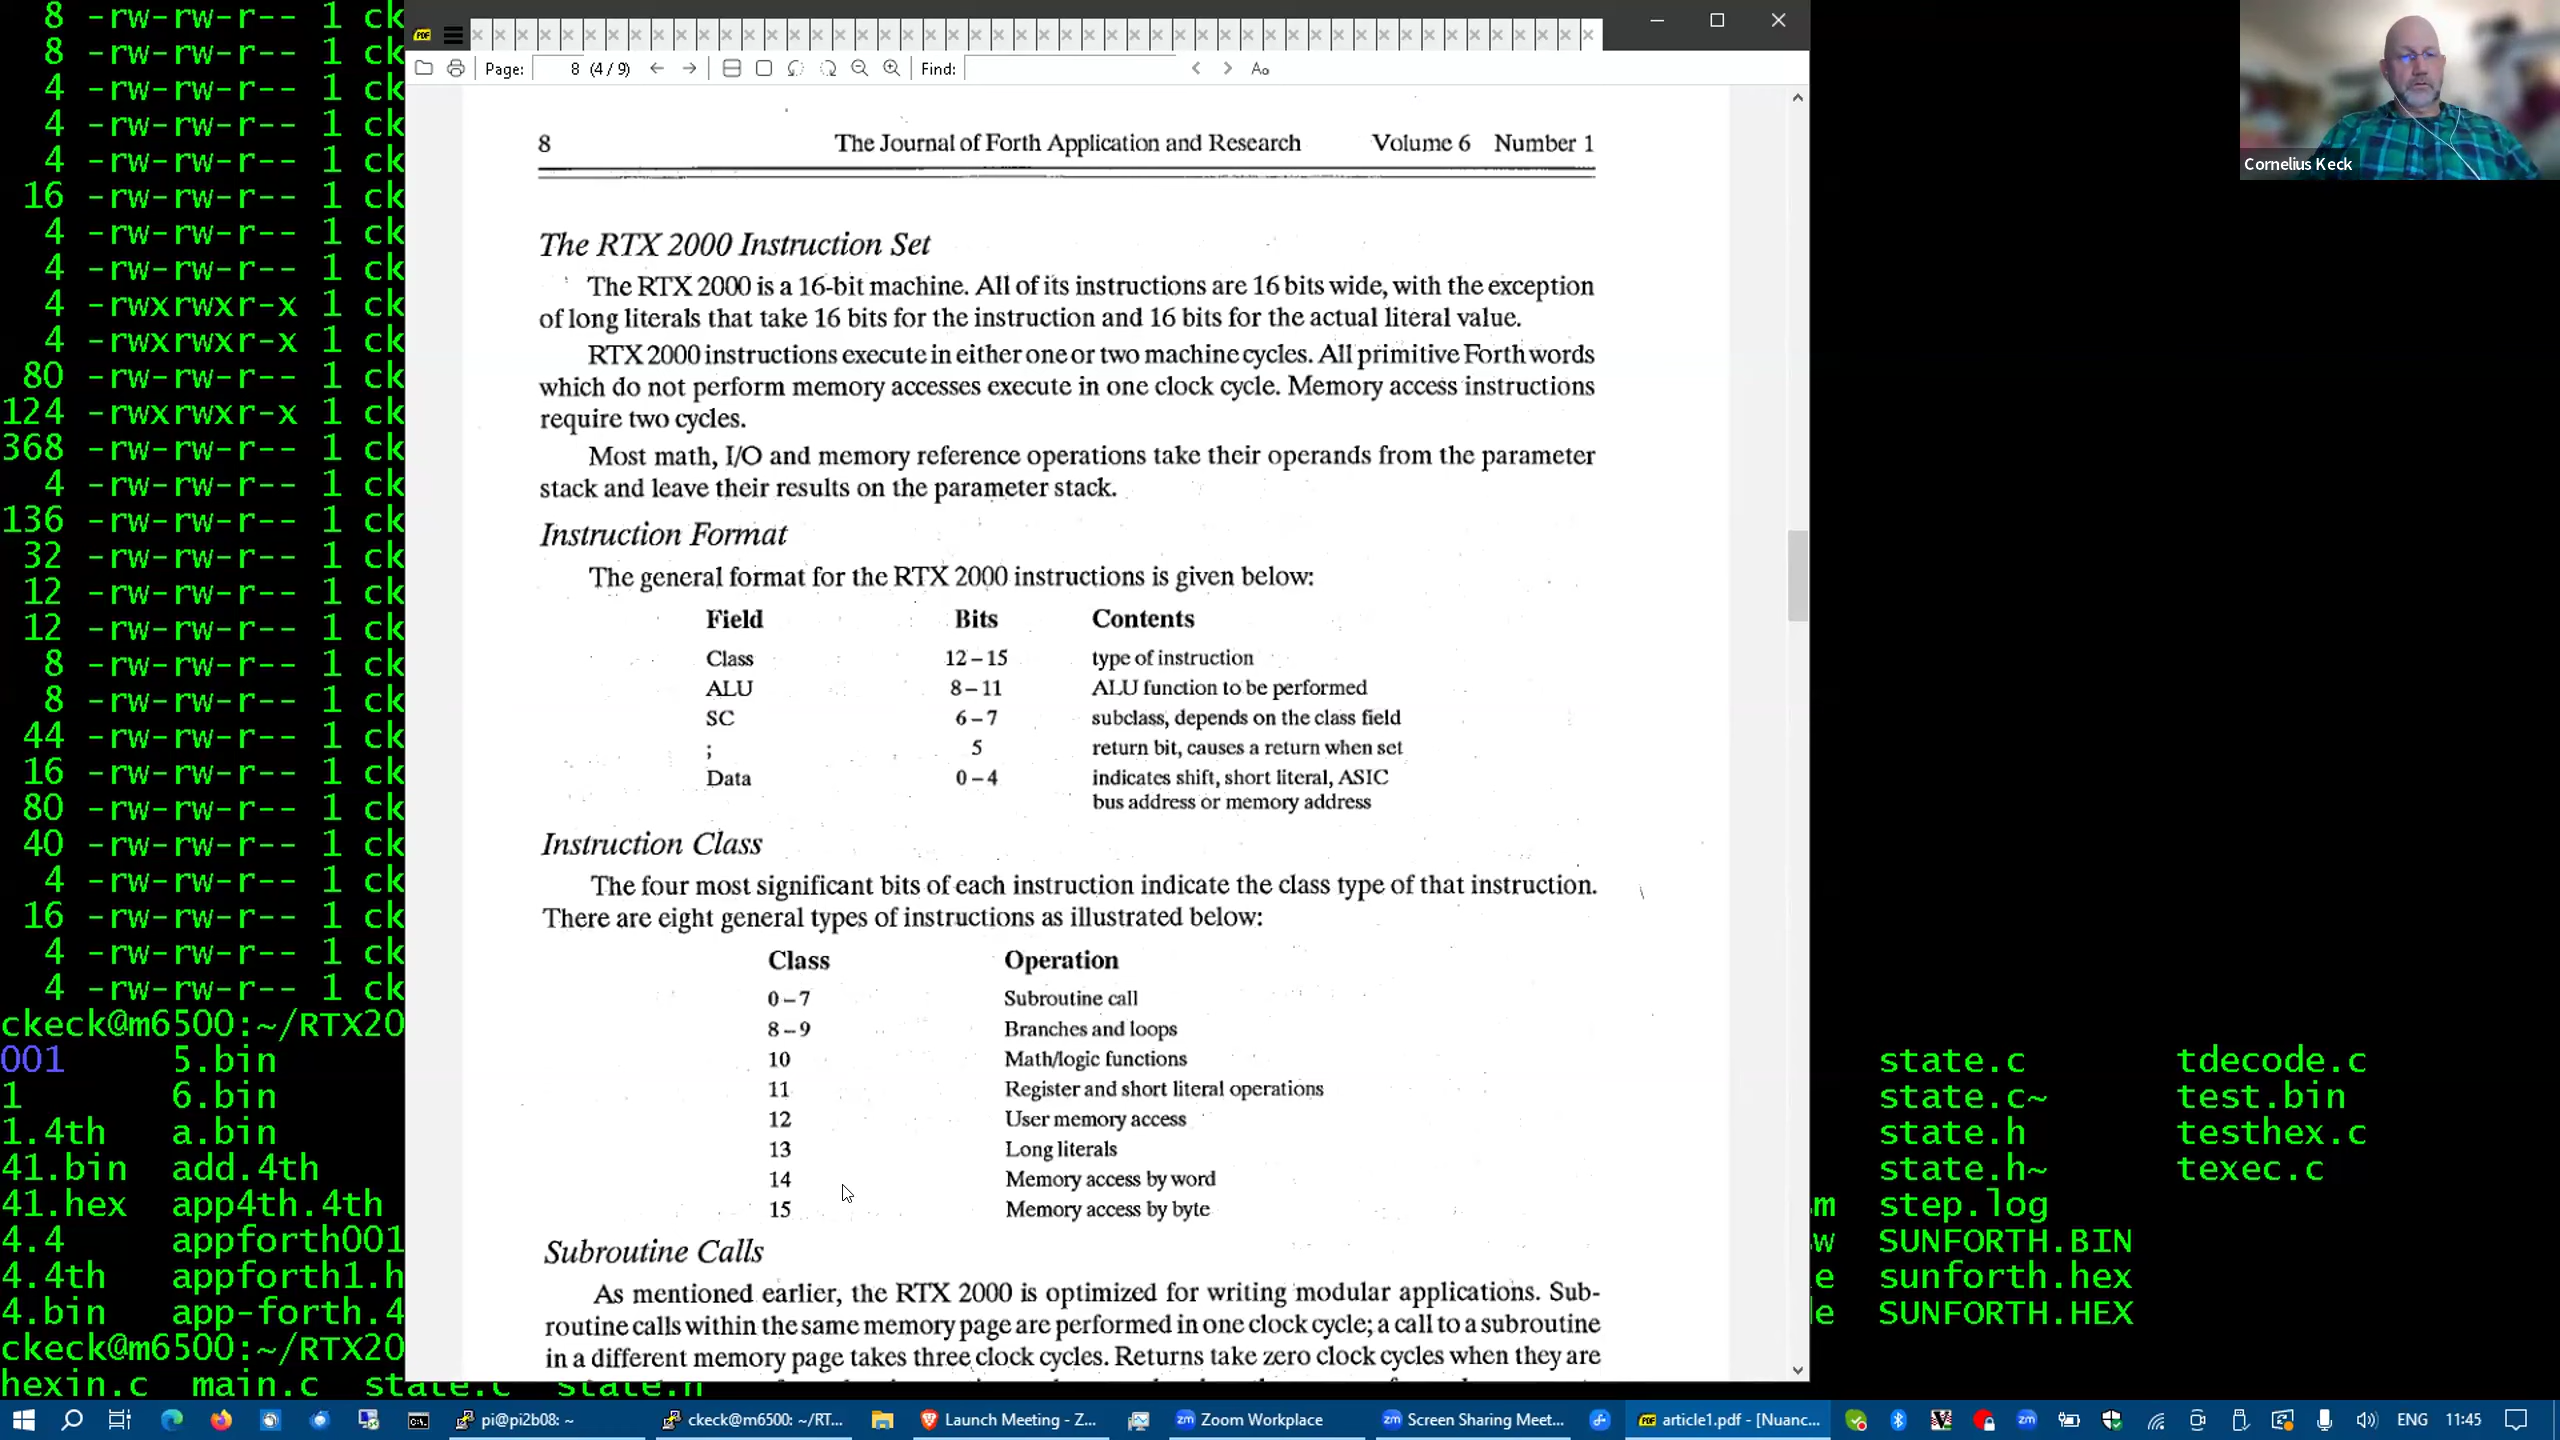 8 -rw-rw-r-- 1 ck
8 -rw-rw-r-- 1 ck
4 -rw-rw-r-- 1 ck
4 -rw-rw-r-- 1 ck
4 -rw-rw-r-- 1 ck
16 -rw-rw-r-- 1 ck
4 -rw-rw-r-- 1 ck
4 -rw-rw-r-- 1 ck
4 -rwxrwxr-x 1 ck
4 -rwxrwxr-x 1 ck
80 -rw-rw-r-- 1 ck
124 -rwxrwxr-x 1 ck
368 -rw-rw-r-- 1 ck
4 -rw-rw-r-- 1 ck
136 -rw-rw-r-- 1 ck
32 -rw-rw-r-- 1 ck
12 -rw-rw-r-- 1 ck
12 -rw-rw-r-- 1 ck
8 -rw-rw-r-- 1 ck
8 -rw-rw-r-- 1 ck
44 -rw-rw-r-- 1 ck
16 -rw-rw-r-- 1 ck
80 -rw-rw-r-- 1 ck
40 -rw-rw-r-- 1 ck
4 -rw-rw-r-- 1 ck
16 -rw-rw-r-- 1 ck
4 -rw-rw-r-- 1 ck
4 -rw-rw-r-- 1 ck
ckeck@m6500:~/RTX20
001 5.bin
1 6.bin
1.4th a.bin
41.bin add.4th
41.hex app4th.4th
4.4 appforth001
4.4th appforth1.h
4.bin app-forth.4
ckeck@m6500:~/RTX20
hexin.c main.c state.c state.h
PDF
Page: 8 (4 / 9) Find: Aa
8 The Journal of Forth Application and Research Volume 6 Number 1
The RTX 2000 Instruction Set
The RTX 2000 is a 16-bit machine. All of its instructions are 16 bits wide, with the exception
of long literals that take 16 bits for the instruction and 16 bits for the actual literal value.
RTX 2000 instructions execute in either one or two machine cycles. All primitive Forth words
which do not perform memory accesses execute in one clock cycle. Memory access instructions
require two cycles.
Most math, I/O and memory reference operations take their operands from the parameter
stack and leave their results on the parameter stack.
Instruction Format
The general format for the RTX 2000 instructions is given below:
Field Bits Contents
Class 12 – 15 type of instruction
ALU 8 – 11 ALU function to be performed
SC 6 – 7 subclass, depends on the class field
; 5 return bit, causes a return when set
Data 0 – 4 indicates shift, short literal, ASIC
bus address or memory address
Instruction Class
The four most significant bits of each instruction indicate the class type of that instruction.
There are eight general types of instructions as illustrated below:
Class Operation
0 – 7 Subroutine call
8 – 9 Branches and loops
10 Math/logic functions
11 Register and short literal operations
12 User memory access
13 Long literals
14 Memory access by word
15 Memory access by byte
Subroutine Calls
As mentioned earlier, the RTX 2000 is optimized for writing modular applications. Sub-
routine calls within the same memory page are performed in one clock cycle; a call to a subroutine
in a different memory page takes three clock cycles. Returns take zero clock cycles when they are
Cornelius Keck
state.c tdecode.c
state.c~ test.bin
state.h testhex.c
state.h~ texec.c
m step.log
w SUNFORTH.BIN
e sunforth.hex
e SUNFORTH.HEX
pi@pi2b08: ~ ckeck@m6500: ~/RT... Launch Meeting - Z... zm Zoom Workplace zm Screen Sharing Meet... PDF article1.pdf - [Nuanc... zm ENG 11:45